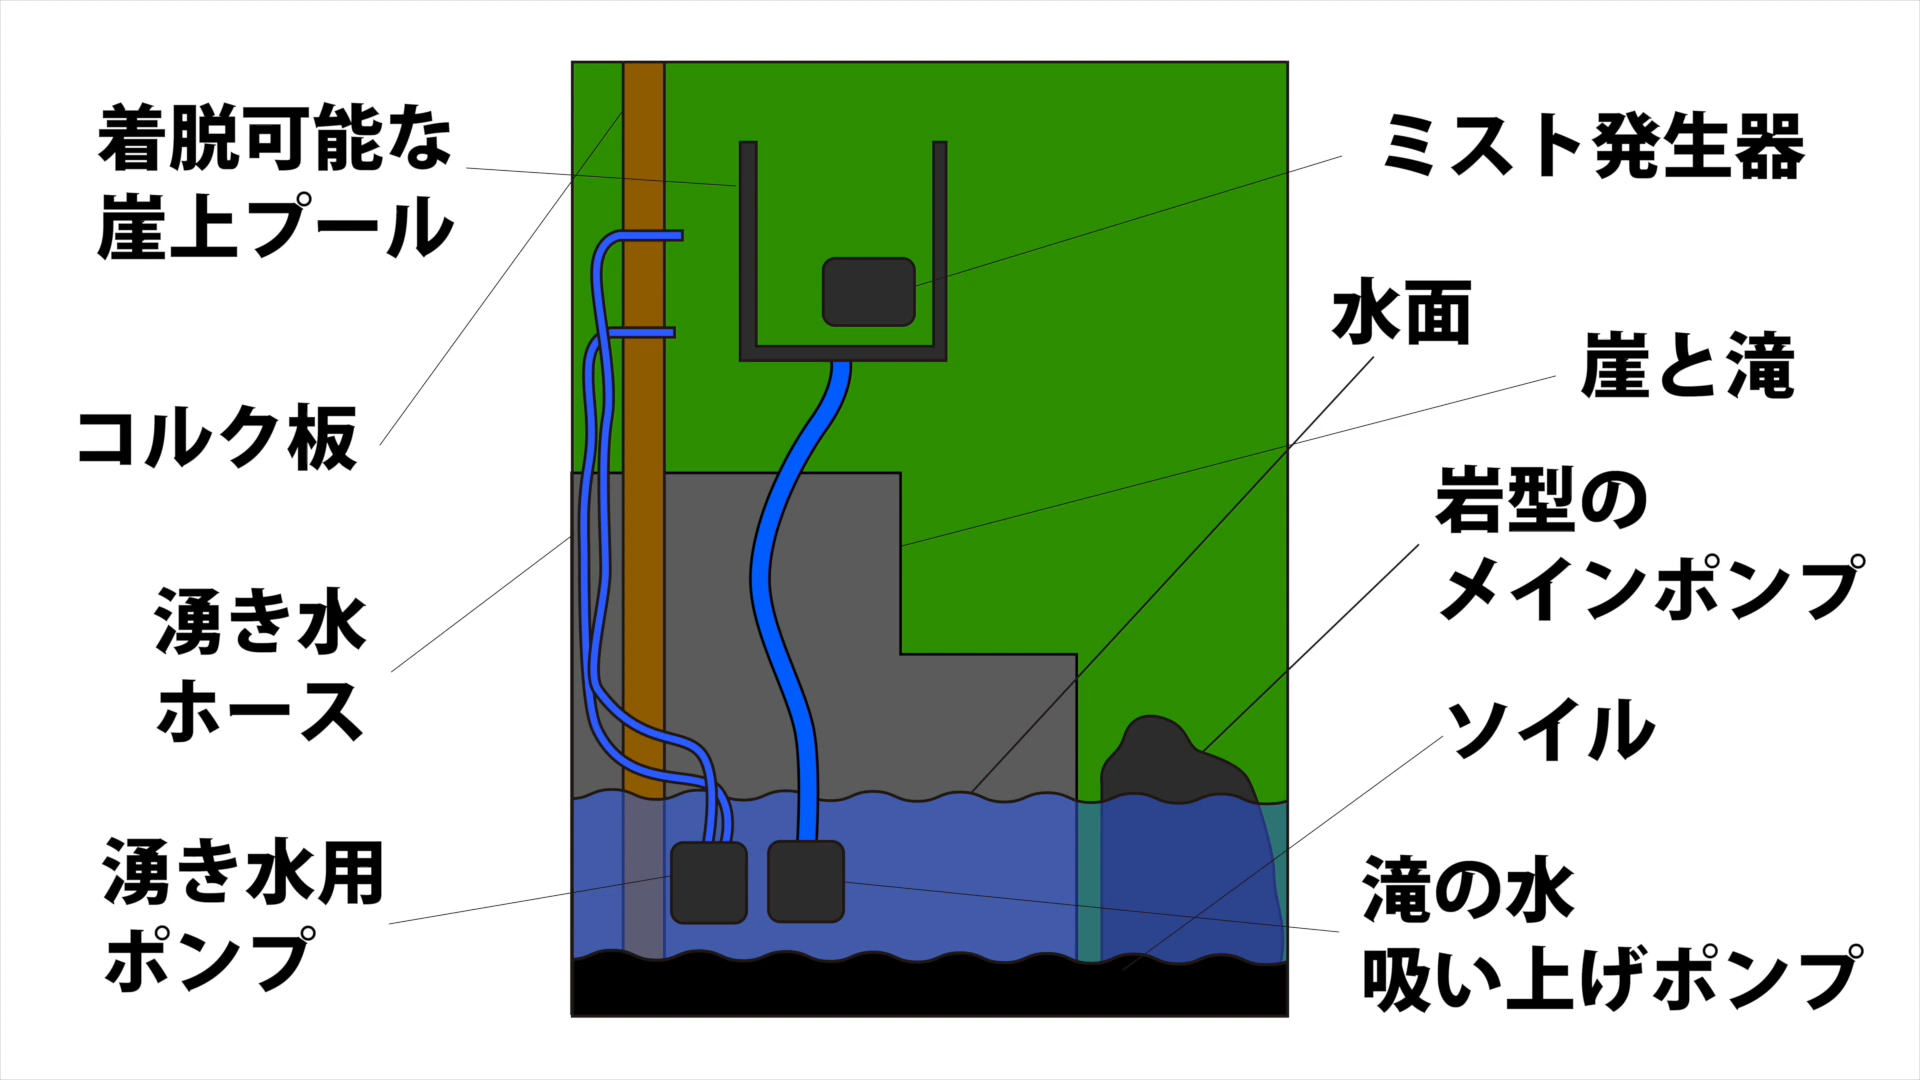 着脱可能な
崖上プール
コルク板
湧き水
ホース
湧き水用
ポンプ
ミスト発生器
水面
崖と滝
岩型の
メインポンプ
ソイル
滝の水
吸い上げポンプ